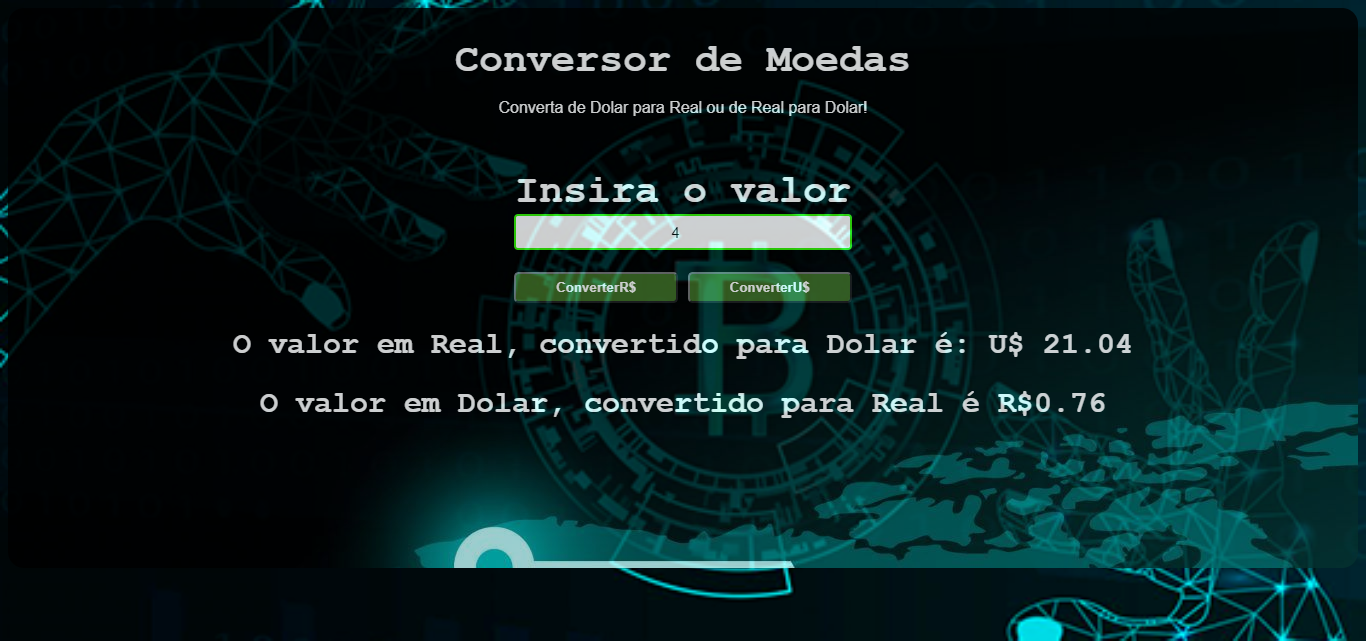 Conversor de Moedas
Converta de Dolar para Real ou de Real para Dolar!
Insira o valor
4
ConverterR$ ConverterU$
O valor em Real, convertido para Dolar é: U$ 21.04
O valor em Dolar, convertido para Real é R$0.76